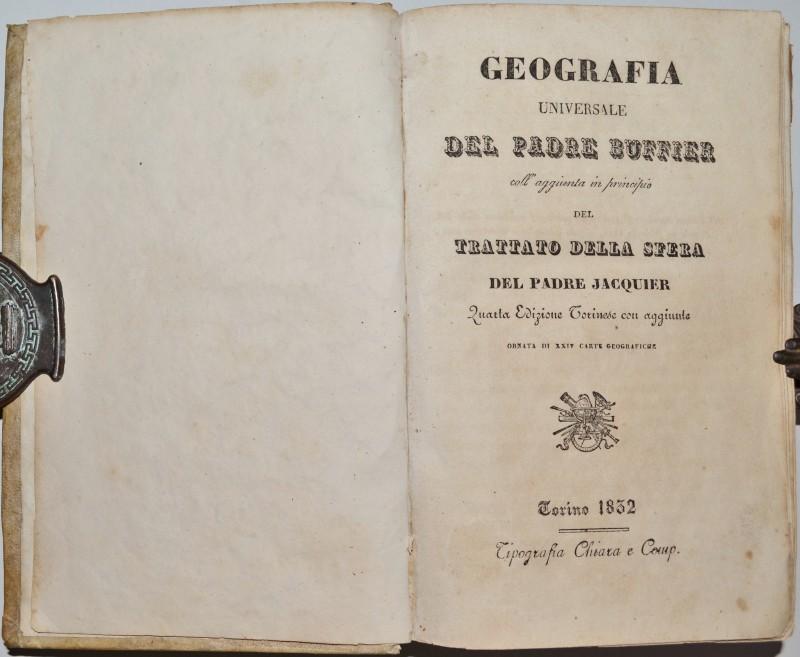 GEOGRAFIA
UNIVERSALE
DEL PADRE BUFFIER
coll' aggiunta in principio
DEL
TRATTATO DELLA SFERA
DEL PADRE JACQUIER
Quarta Edizione Torinese con aggiunte
ORNATA DI XXIV CARTE GEOGRAFICHE
Torino 1832
Tipografia Chiara e Comp.